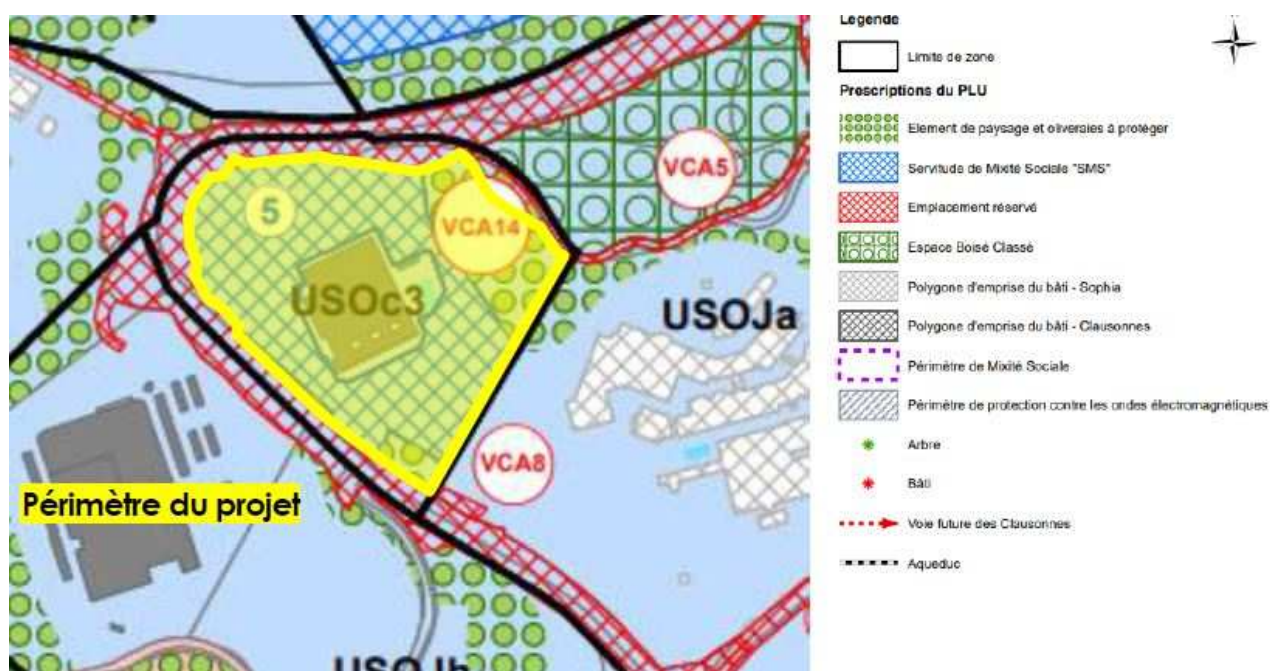 VCA5
5
VCA14
USOc3
USOJa
VCA8
Périmètre du projet
USOJb
Légende
Limite de zone
Prescriptions du PLU
Element de paysage et oliveraies à protéger
Servitude de Mixité Sociale "SMS"
Emplacement réservé
Espace Boisé Classé
Polygone d'emprise du bâti - Sophia
Polygone d'emprise du bâti - Clausonnes
Périmètre de Mixité Sociale
Périmètre de protection contre les ondes électromagnétiques
Arbre
Bâti
Voie future des Clausonnes
Aqueduc